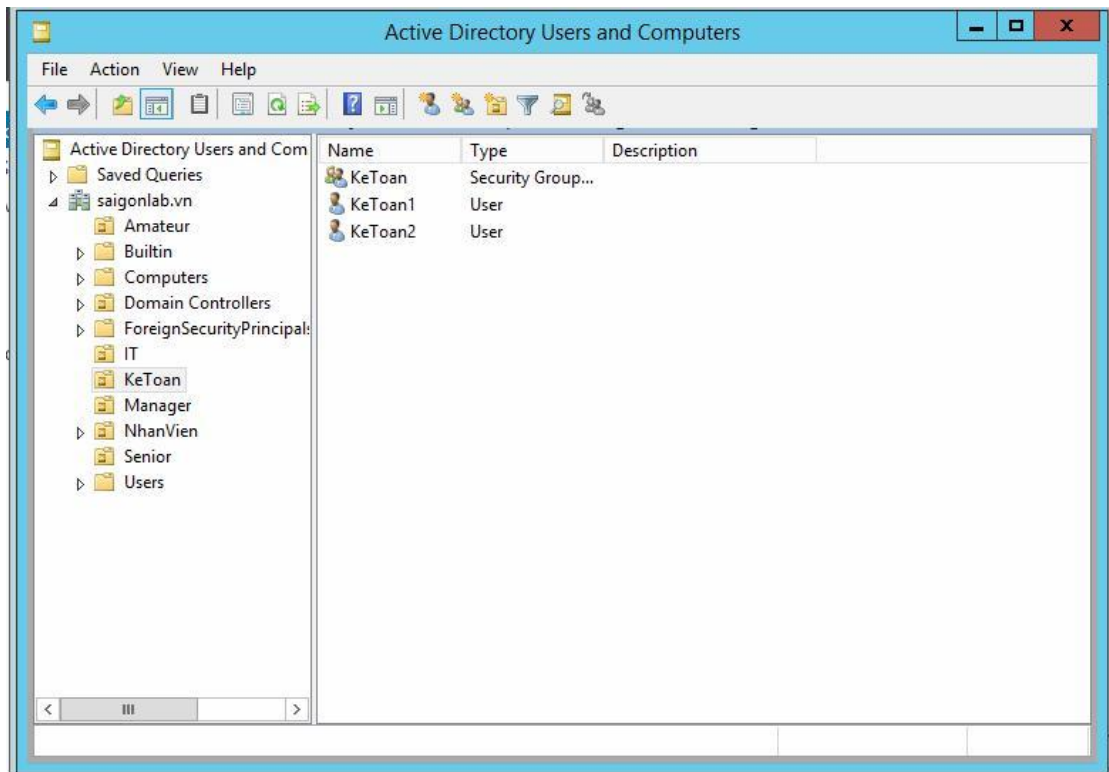 Active Directory Users and Computers
File Action View Help
Active Directory Users and Com
Saved Queries
saigonlab.vn
Amateur
Builtin
Computers
Domain Controllers
ForeignSecurityPrincipals
IT
KeToan
Manager
NhanVien
Senior
Users
Name Type Description
KeToan Security Group...
KeToan1 User
KeToan2 User